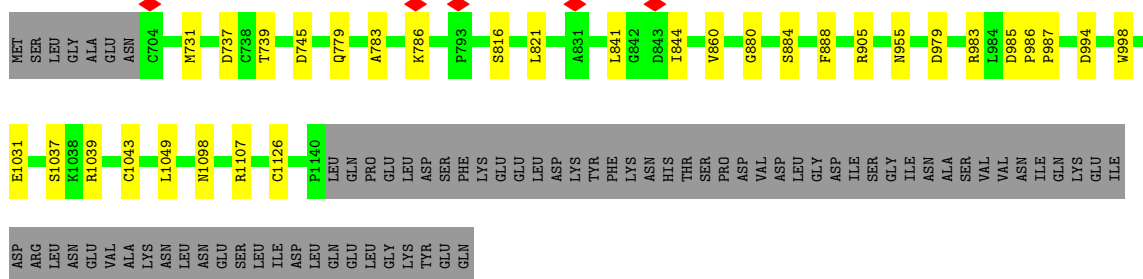 MET SER LEU GLY ALA GLU ASN C704 M731 D737 C738 T739 D745 Q779 A783 K786 P793 S816 L821 A831 L841 G842 D843 I844 V860 G880 S884 F888 R905 N955 D979 R983 L984 D985 P986 P987 D994 W998
E1031 S1037 K1038 R1039 C1043 L1049 N1098 R1107 C1126 P1140 LEU GLN PRO GLU LEU ASP SER PHE LYS GLU GLU LEU ASP LYS TYR PHE LYS ASN HIS THR SER PRO ASP VAL ASP LEU GLY ASP ILE SER GLY ILE ASN ALA SER VAL VAL ASN ILE GLN LYS GLU ILE
ASP ARG LEU ASN GLU VAL ALA LYS ASN LEU ASN GLU SER LEU ILE ASP LEU GLN GLU LEU GLY LYS TYR GLU GLN